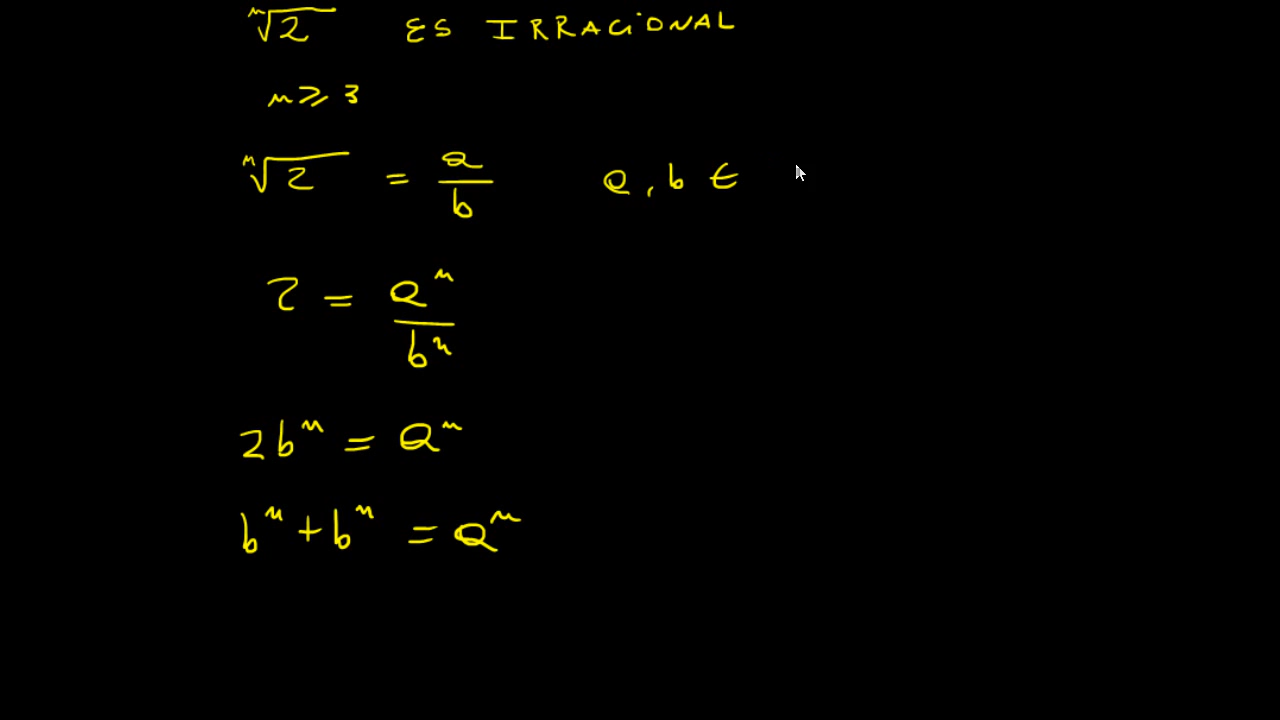 ⁿ√2 ES IRRACIONAL
n ≥ 3
ⁿ√2 = a/b a, b ∈
2 = aⁿ/bⁿ
2bⁿ = aⁿ
bⁿ + bⁿ = aⁿ